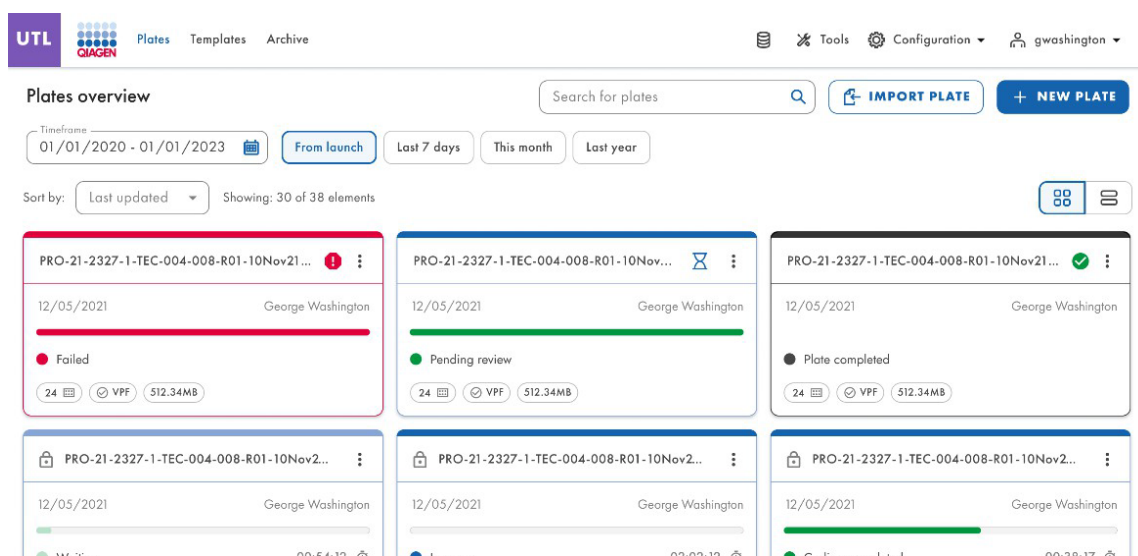 UTL QIAGEN Plates Templates Archive Tools Configuration gwashington
Plates overview Search for plates IMPORT PLATE + NEW PLATE
Timeframe
01/01/2020 - 01/01/2023 From launch Last 7 days This month Last year
Sort by: Last updated Showing: 30 of 38 elements
PRO-21-2327-1-TEC-004-008-R01-10Nov21... PRO-21-2327-1-TEC-004-008-R01-10Nov... PRO-21-2327-1-TEC-004-008-R01-10Nov21...
12/05/2021 George Washington 12/05/2021 George Washington 12/05/2021 George Washington
Failed Pending review Plate completed
24 VPF 512.34MB 24 VPF 512.34MB 24 VPF 512.34MB
PRO-21-2327-1-TEC-004-008-R01-10Nov2... PRO-21-2327-1-TEC-004-008-R01-10Nov2... PRO-21-2327-1-TEC-004-008-R01-10Nov2...
12/05/2021 George Washington 12/05/2021 George Washington 12/05/2021 George Washington